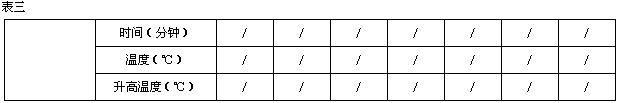 表三
时间（分钟） / / / / / / /
温度（℃） / / / / / / /
升高温度（℃） / / / / / / /